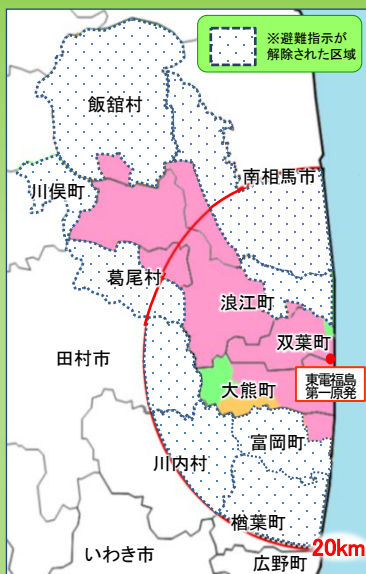 ※避難指示が
解除された区域
飯舘村
南相馬市
川俣町
葛尾村
浪江町
双葉町
田村市
東電福島
第一原発
大熊町
富岡町
川内村
楢葉町
20km
いわき市
広野町